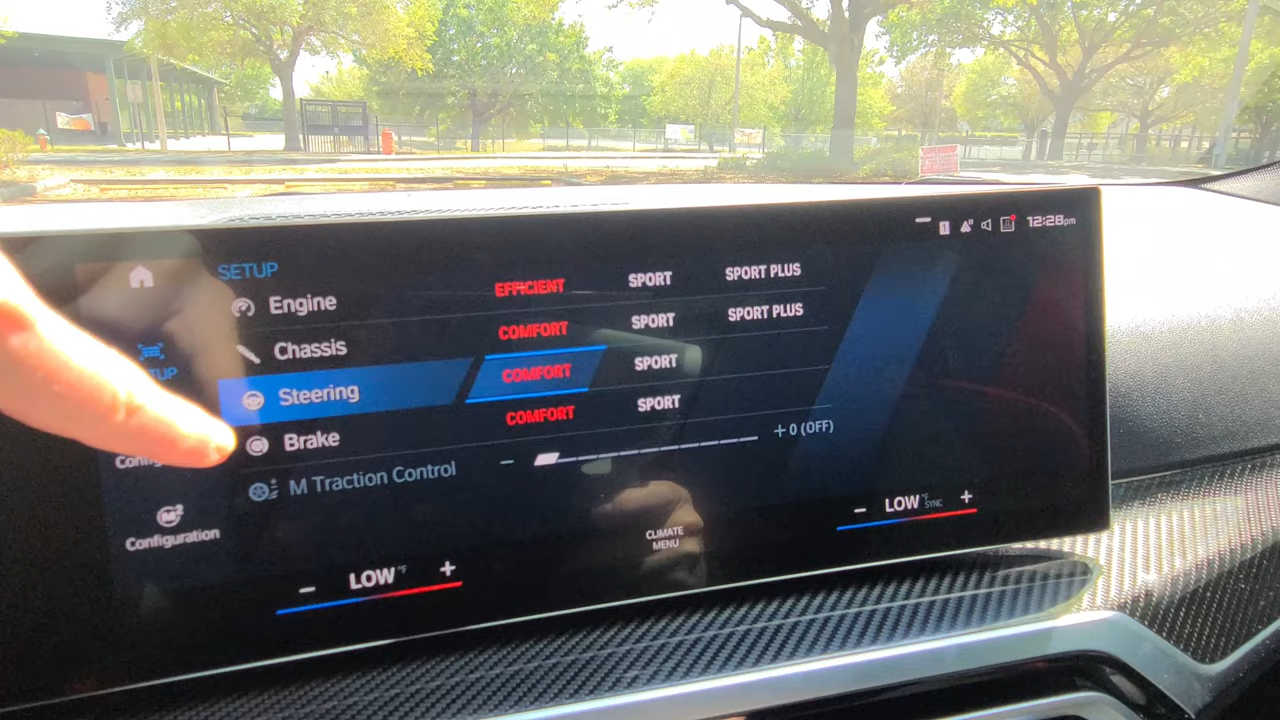 12:28pm
SETUP
Engine EFFICIENT SPORT SPORT PLUS
Chassis COMFORT SPORT SPORT PLUS
Steering COMFORT SPORT
Brake COMFORT SPORT
M Traction Control − + 0 (OFF)
M2
Configuration
− LOW °F +
CLIMATE
MENU
− LOW °F SYNC +